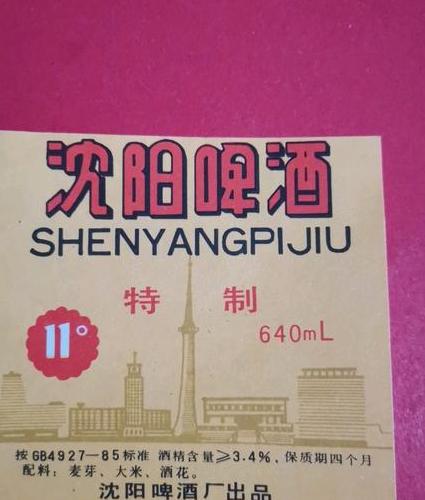 沈阳啤酒
SHENYANGPIJIU
特 制
11°
640mL
按GB4927—85标准 酒精含量≥3.4%,保质期四个月
配料:麦芽、大米、酒花。
沈阳啤酒厂出品